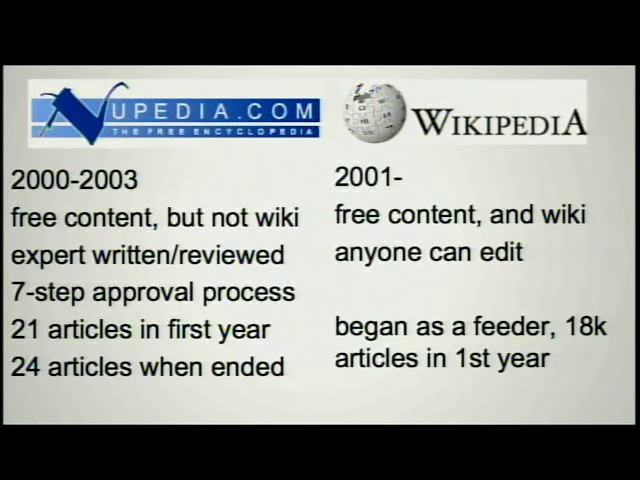 NUPEDIA.COM
THE FREE ENCYCLOPEDIA
2000-2003
free content, but not wiki
expert written/reviewed
7-step approval process
21 articles in first year
24 articles when ended
WIKIPEDIA
2001-
free content, and wiki
anyone can edit
began as a feeder, 18k
articles in 1st year